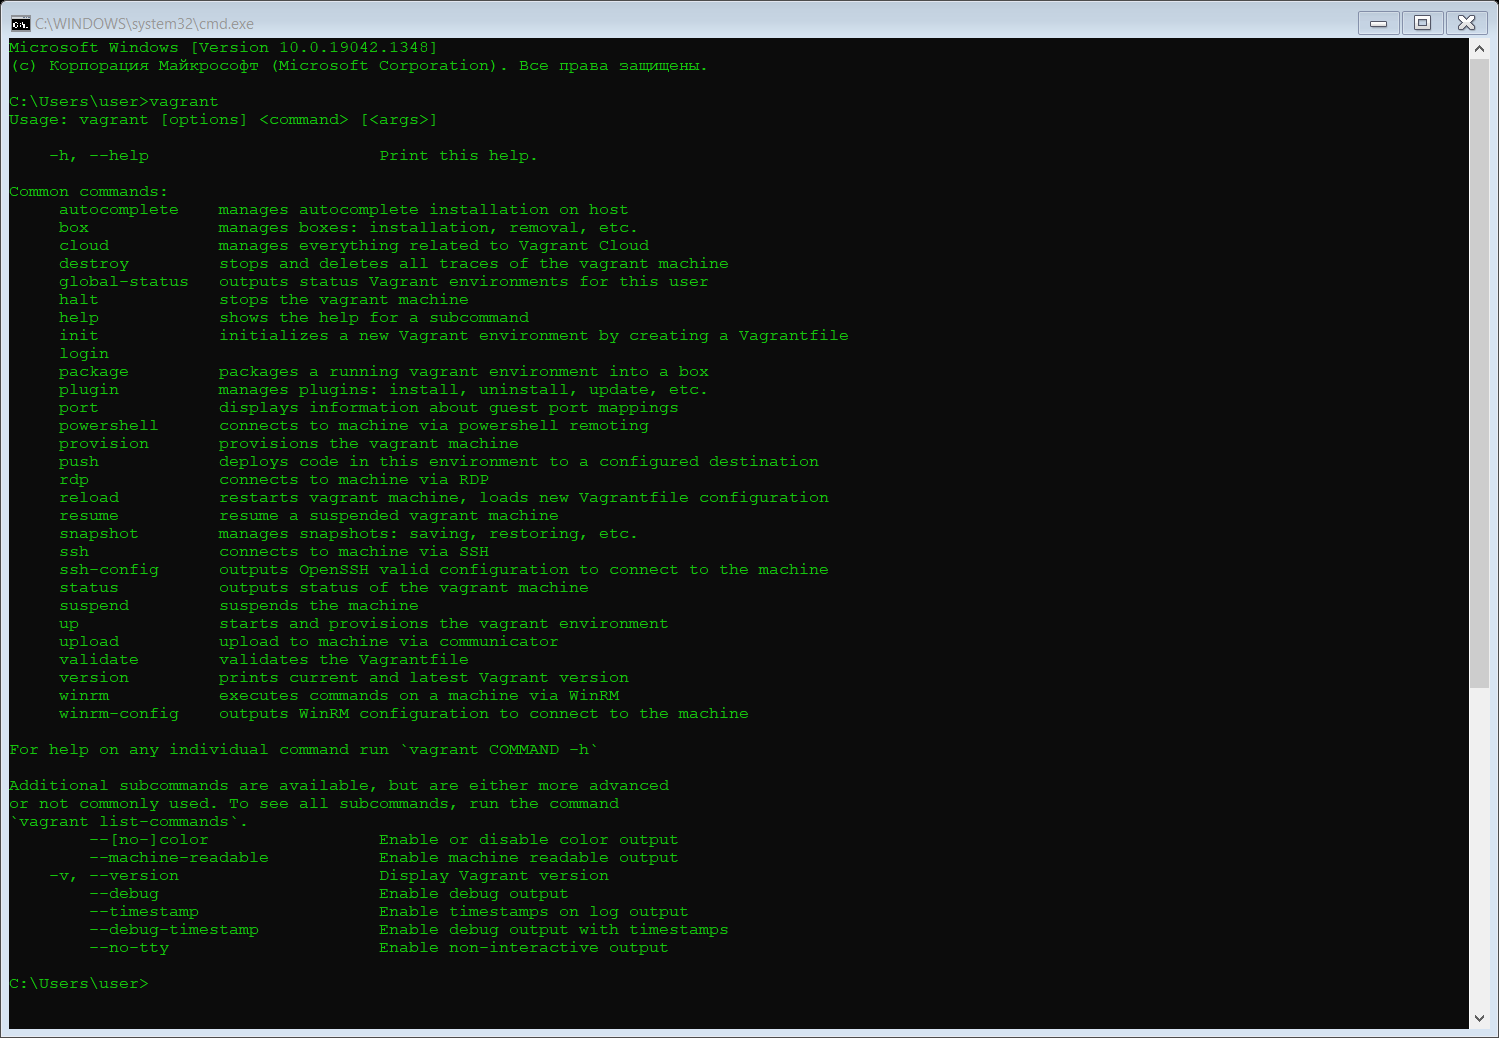 C:\WINDOWS\system32\cmd.exe
Microsoft Windows [Version 10.0.19042.1348]
(c) Корпорация Майкрософт (Microsoft Corporation). Все права защищены.
C:\Users\user>vagrant
Usage: vagrant [options] <command> [<args>]
-h, --help                       Print this help.
Common commands:
autocomplete    manages autocomplete installation on host
box             manages boxes: installation, removal, etc.
cloud           manages everything related to Vagrant Cloud
destroy         stops and deletes all traces of the vagrant machine
global-status   outputs status Vagrant environments for this user
halt            stops the vagrant machine
help            shows the help for a subcommand
init            initializes a new Vagrant environment by creating a Vagrantfile
login
package         packages a running vagrant environment into a box
plugin          manages plugins: install, uninstall, update, etc.
port            displays information about guest port mappings
powershell      connects to machine via powershell remoting
provision       provisions the vagrant machine
push            deploys code in this environment to a configured destination
rdp             connects to machine via RDP
reload          restarts vagrant machine, loads new Vagrantfile configuration
resume          resume a suspended vagrant machine
snapshot        manages snapshots: saving, restoring, etc.
ssh             connects to machine via SSH
ssh-config      outputs OpenSSH valid configuration to connect to the machine
status          outputs status of the vagrant machine
suspend         suspends the machine
up              starts and provisions the vagrant environment
upload          upload to machine via communicator
validate        validates the Vagrantfile
version         prints current and latest Vagrant version
winrm           executes commands on a machine via WinRM
winrm-config    outputs WinRM configuration to connect to the machine
For help on any individual command run `vagrant COMMAND -h`
Additional subcommands are available, but are either more advanced
or not commonly used. To see all subcommands, run the command
`vagrant list-commands`.
--[no-]color                 Enable or disable color output
--machine-readable           Enable machine readable output
-v, --version                    Display Vagrant version
--debug                      Enable debug output
--timestamp                  Enable timestamps on log output
--debug-timestamp            Enable debug output with timestamps
--no-tty                     Enable non-interactive output
C:\Users\user>